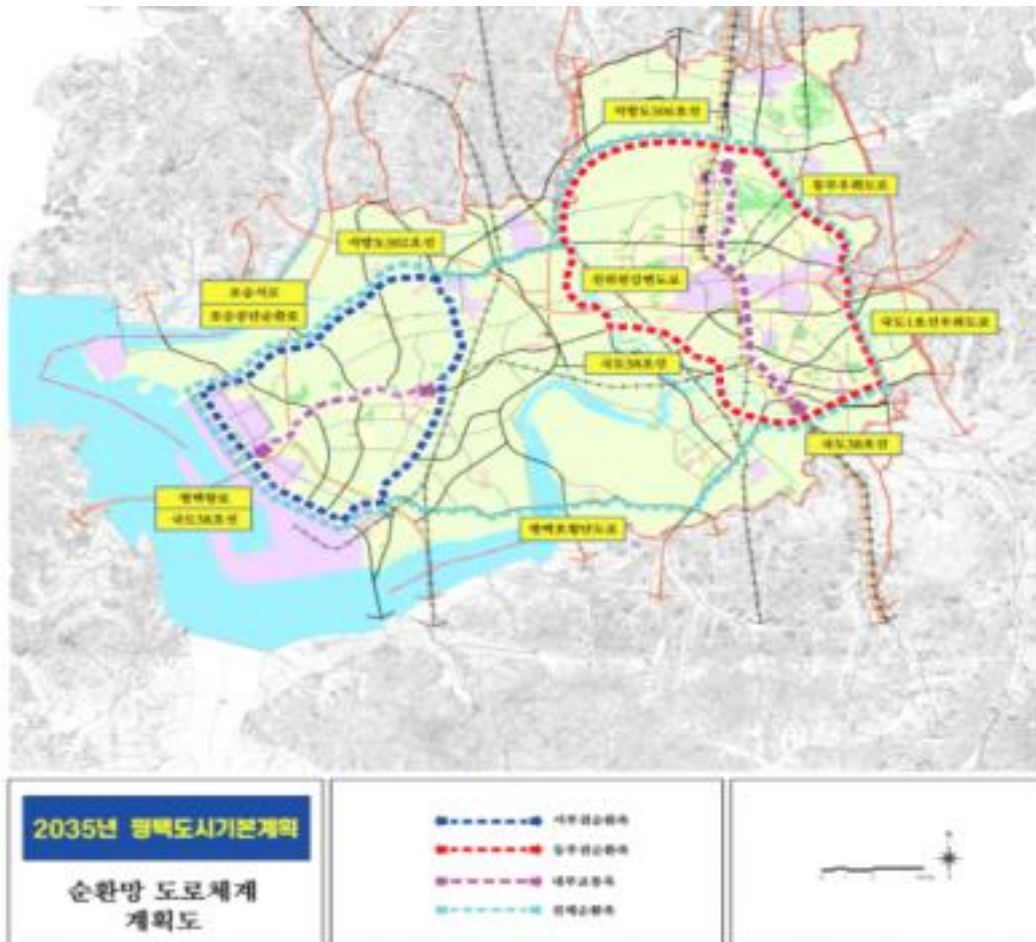 지방도306호선
동부우회도로
지방도302호선
진위천강변도로
포승서로
포승공단순환로
국도1호선우회도로
국도38호선
국도38호선
평택항로
국도38호선
평택호횡단도로
2035년 평택도시기본계획
순환망 도로체계
계획도
서부권순환축
동부권순환축
내부교통축
전체순환축